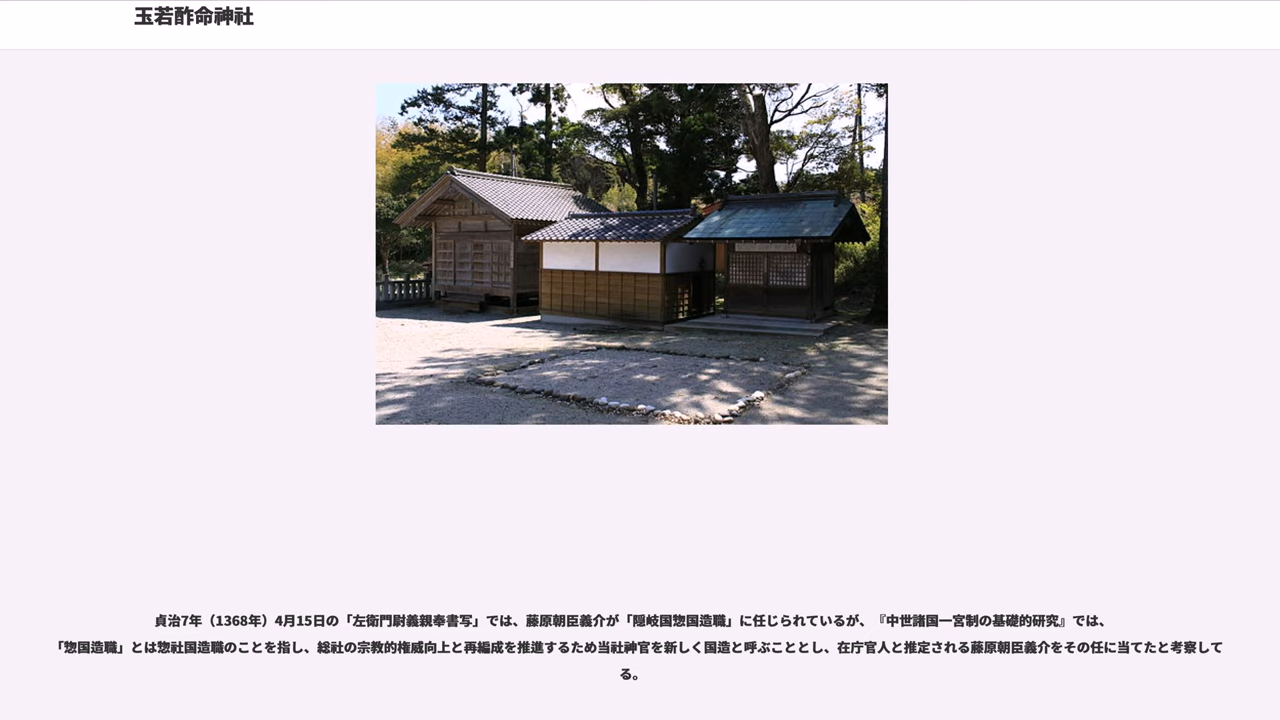 玉若酢命神社
貞治7年（1368年）4月15日の「左衛門尉義親奉書写」では、藤原朝臣義介が「隠岐国惣国造職」に任じられているが、『中世諸国一宮制の基礎的研究』では、
「惣国造職」とは惣社国造職のことを指し、総社の宗教的権威向上と再編成を推進するため当社神官を新しく国造と呼ぶこととし、在庁官人と推定される藤原朝臣義介をその任に当てたと考察して
る。